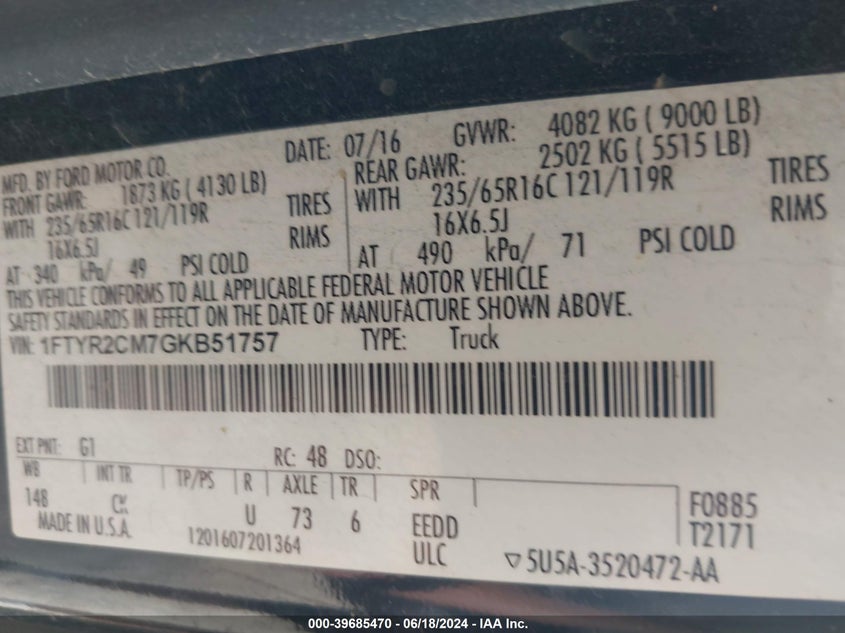 MFD. BY FORD MOTOR CO.
DATE: 07/16 GVWR: 4082 KG ( 9000 LB)
FRONT GAWR: 1873 KG ( 4130 LB)
REAR GAWR: 2502 KG ( 5515 LB)
WITH 235/65R16C 121/119R TIRES
WITH 235/65R16C 121/119R TIRES
16X6.5J RIMS
16X6.5J RIMS
AT 340 kPa/ 49 PSI COLD
AT 490 kPa/ 71 PSI COLD
THIS VEHICLE CONFORMS TO ALL APPLICABLE FEDERAL MOTOR VEHICLE
SAFETY STANDARDS IN EFFECT ON THE DATE OF MANUFACTURE SHOWN ABOVE.
VIN: 1FTYR2CM7GKB51757 TYPE: Truck
EXT PNT: G1 RC: 48 DSO:
WB INT TR TP/PS R AXLE TR SPR
148 CK U 73 6 EEDD F0885
MADE IN U.S.A. 1201607201364 ULC T2171
▽5U5A-3520472-AA
000-39685470 - 06/18/2024 - IAA Inc.